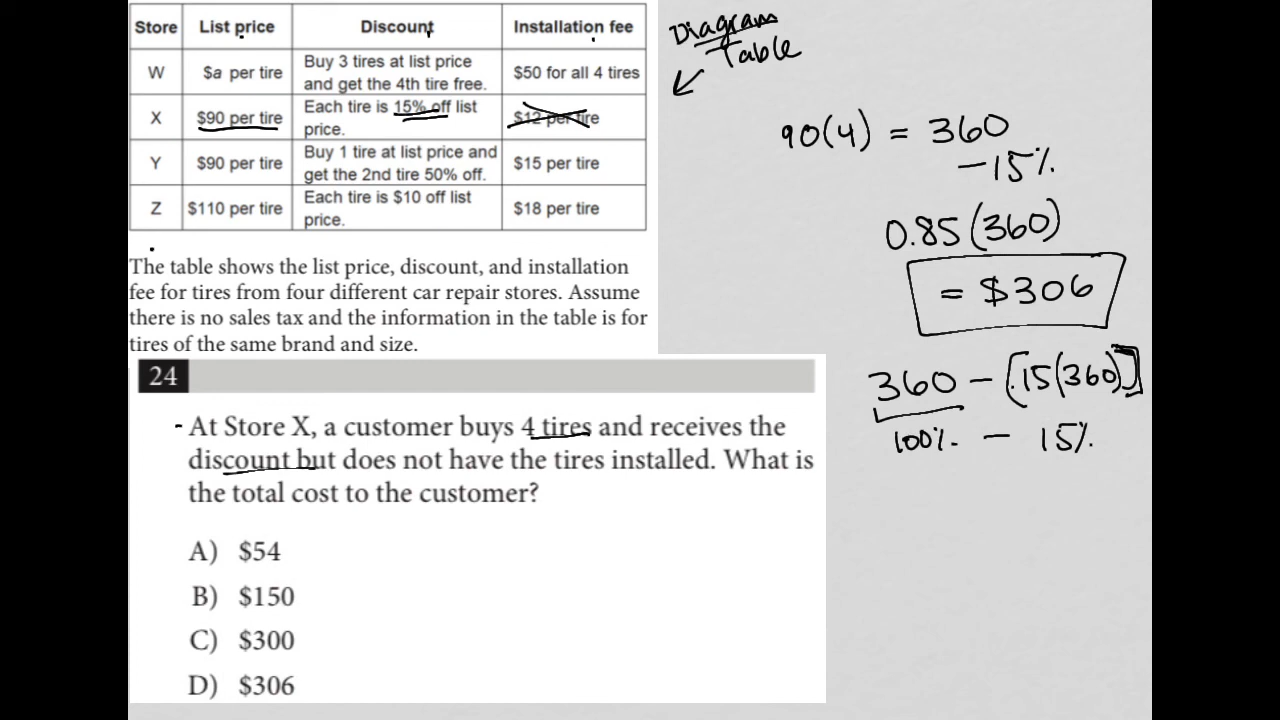 Store List price Discount Installation fee
W $a per tire Buy 3 tires at list price and get the 4th tire free. $50 for all 4 tires
X $90 per tire Each tire is 15% off list price. $12 per tire
Y $90 per tire Buy 1 tire at list price and get the 2nd tire 50% off. $15 per tire
Z $110 per tire Each tire is $10 off list price. $18 per tire
The table shows the list price, discount, and installation
fee for tires from four different car repair stores. Assume
there is no sales tax and the information in the table is for
tires of the same brand and size.
24
At Store X, a customer buys 4 tires and receives the
discount but does not have the tires installed. What is
the total cost to the customer?
A) $54
B) $150
C) $300
D) $306
Diagram
Table
90(4) = 360
-15%
0.85(360)
= $306
360 - [.15(360)]
100% - 15%